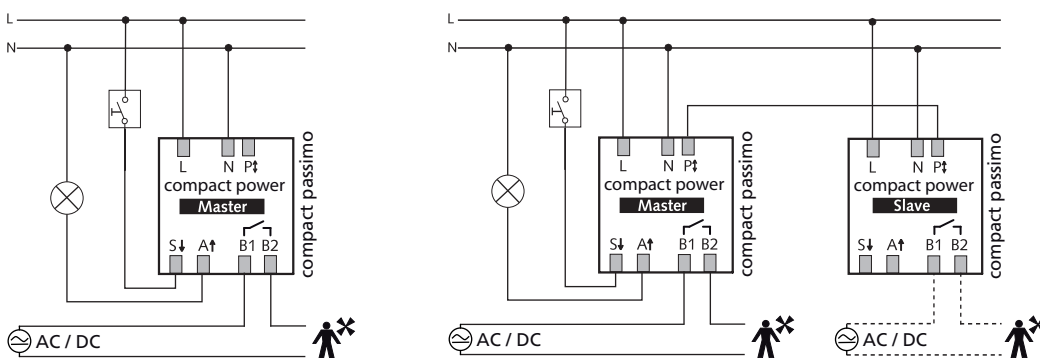 L
N
L N P↕
compact power
Master
S↓ A↑ B1 B2
compact passimo
AC / DC
L
N
L N P↕
compact power
Master
S↓ A↑ B1 B2
compact passimo
L N P↕
compact power
Slave
S↓ A↑ B1 B2
compact passimo
AC / DC
AC / DC